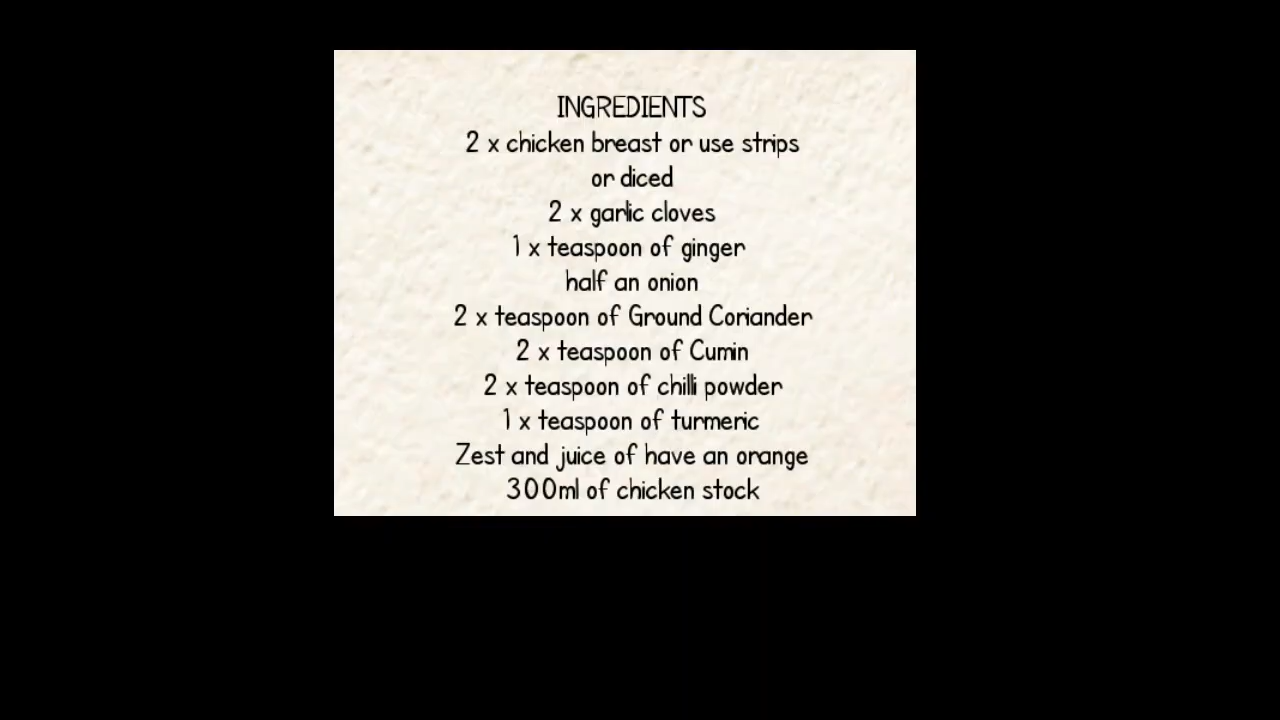 INGREDIENTS
2 x chicken breast or use strips
or diced
2 x garlic cloves
1 x teaspoon of ginger
half an onion
2 x teaspoon of Ground Coriander
2 x teaspoon of Cumin
2 x teaspoon of chilli powder
1 x teaspoon of turmeric
Zest and juice of have an orange
300ml of chicken stock